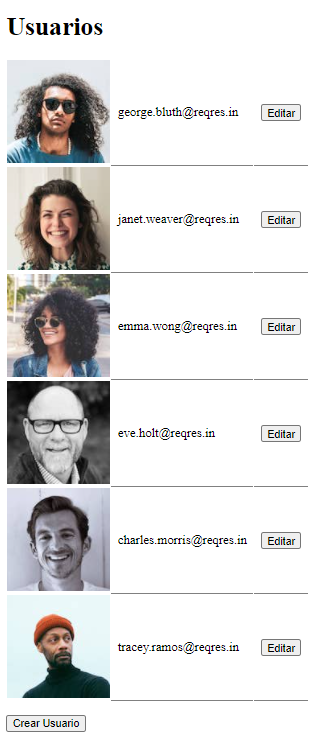 Usuarios
george.bluth@reqres.in Editar
janet.weaver@reqres.in Editar
emma.wong@reqres.in Editar
eve.holt@reqres.in Editar
charles.morris@reqres.in Editar
tracey.ramos@reqres.in Editar
Crear Usuario